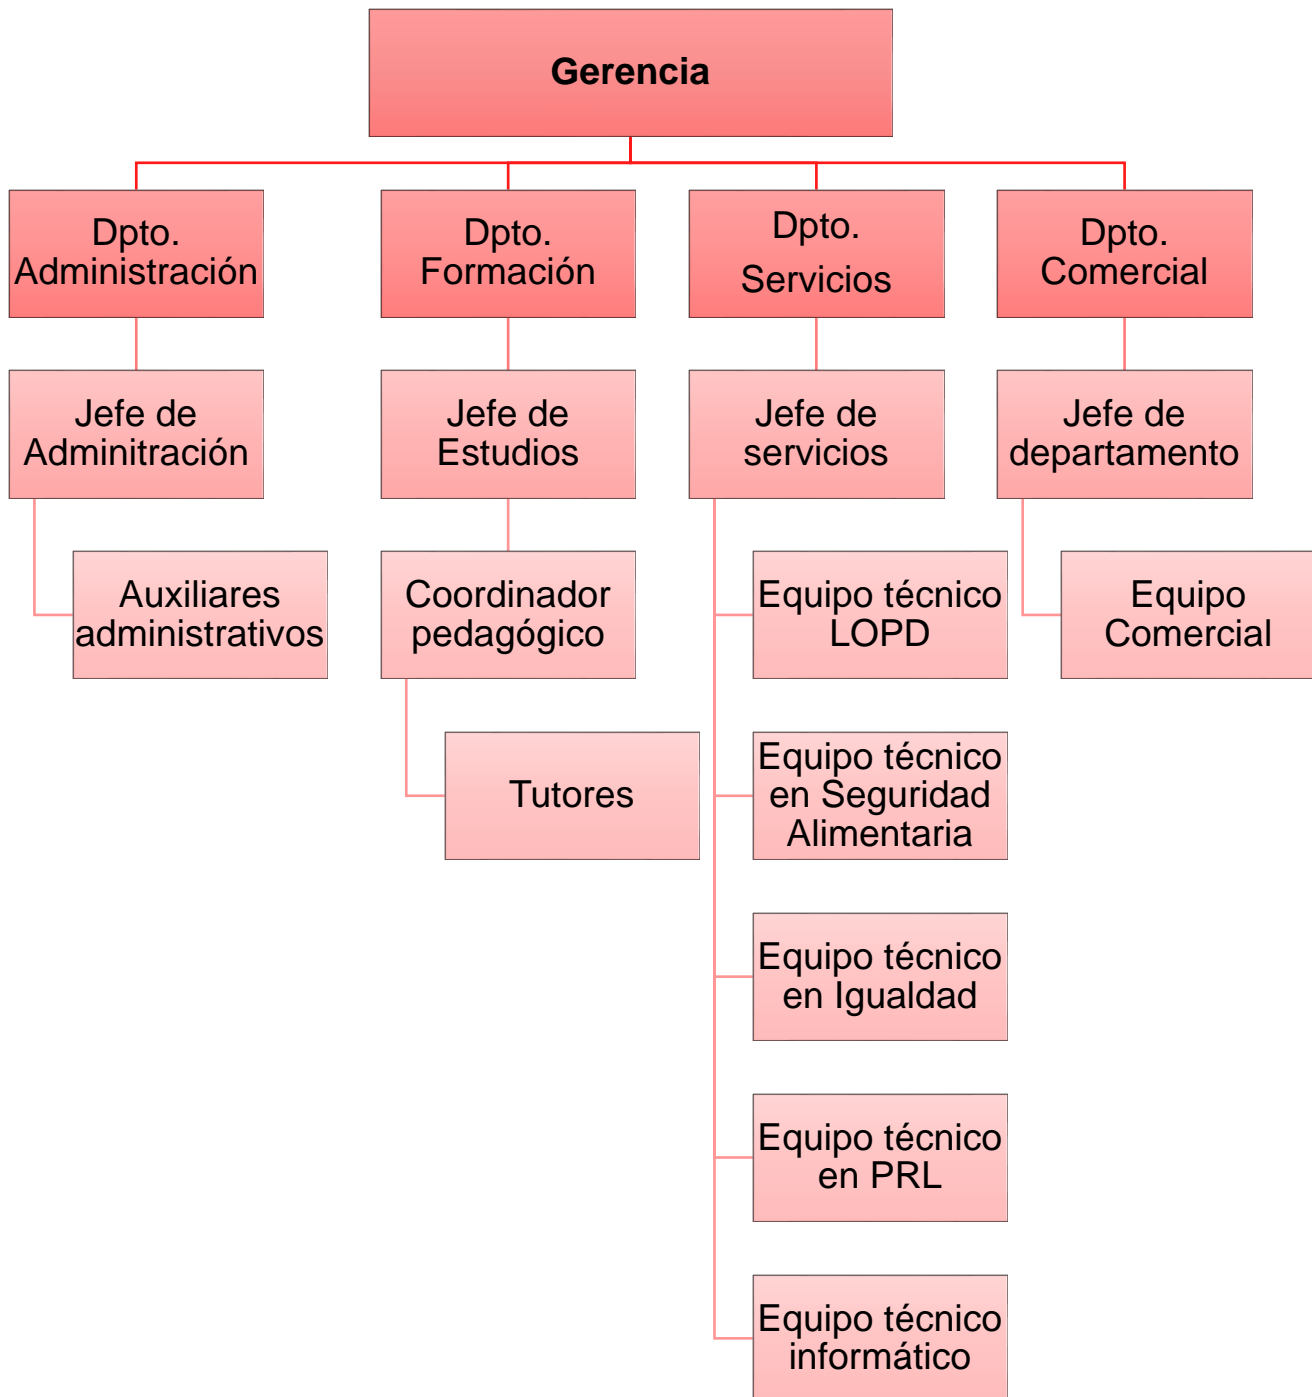 Gerencia
Dpto.
Administración
Dpto.
Formación
Dpto.
Servicios
Dpto.
Comercial
Jefe de
Adminitración
Jefe de
Estudios
Jefe de
servicios
Jefe de
departamento
Auxiliares
administrativos
Coordinador
pedagógico
Equipo técnico
LOPD
Equipo
Comercial
Tutores
Equipo técnico
en Seguridad
Alimentaria
Equipo técnico
en Igualdad
Equipo técnico
en PRL
Equipo técnico
informático